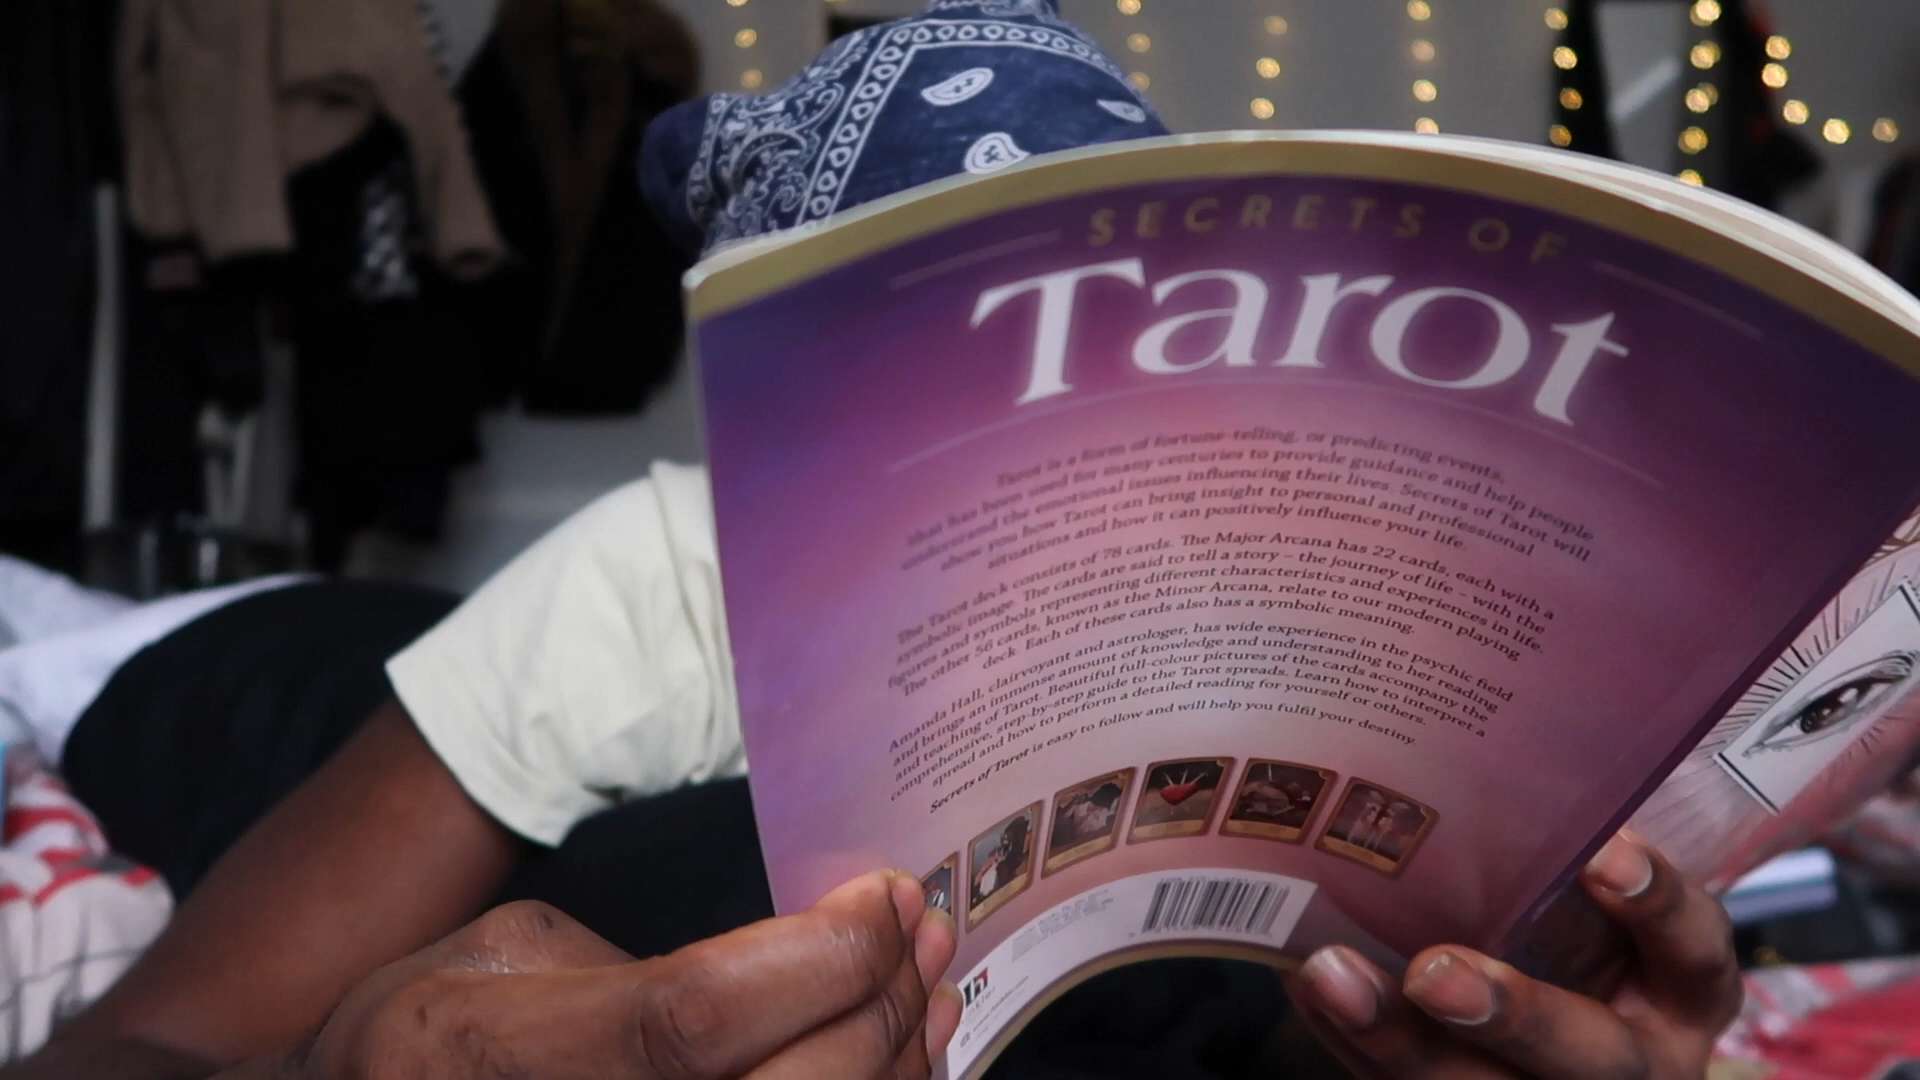 SECRETS OF
Tarot
Tarot is a form of fortune-telling, or predicting events,
that has been used for many centuries to provide guidance and help people
understand the emotional issues influencing their lives. Secrets of Tarot will
show you how Tarot can bring insight to personal and professional
situations and how it can positively influence your life.
The Tarot deck consists of 78 cards. The Major Arcana has 22 cards, each with a
symbolic image. The cards are said to tell a story – the journey of life – with the
figures and symbols representing different characteristics and experiences in life.
The other 56 cards, known as the Minor Arcana, relate to our modern playing
deck. Each of these cards also has a symbolic meaning.
Amanda Hall, clairvoyant and astrologer, has wide experience in the psychic field
and brings an immense amount of knowledge and understanding to her reading
and teaching of Tarot. Beautiful full-colour pictures of the cards accompany the
comprehensive, step-by-step guide to the Tarot spreads. Learn how to interpret a
spread and how to perform a detailed reading for yourself or others.
Secrets of Tarot is easy to follow and will help you fulfil your destiny.